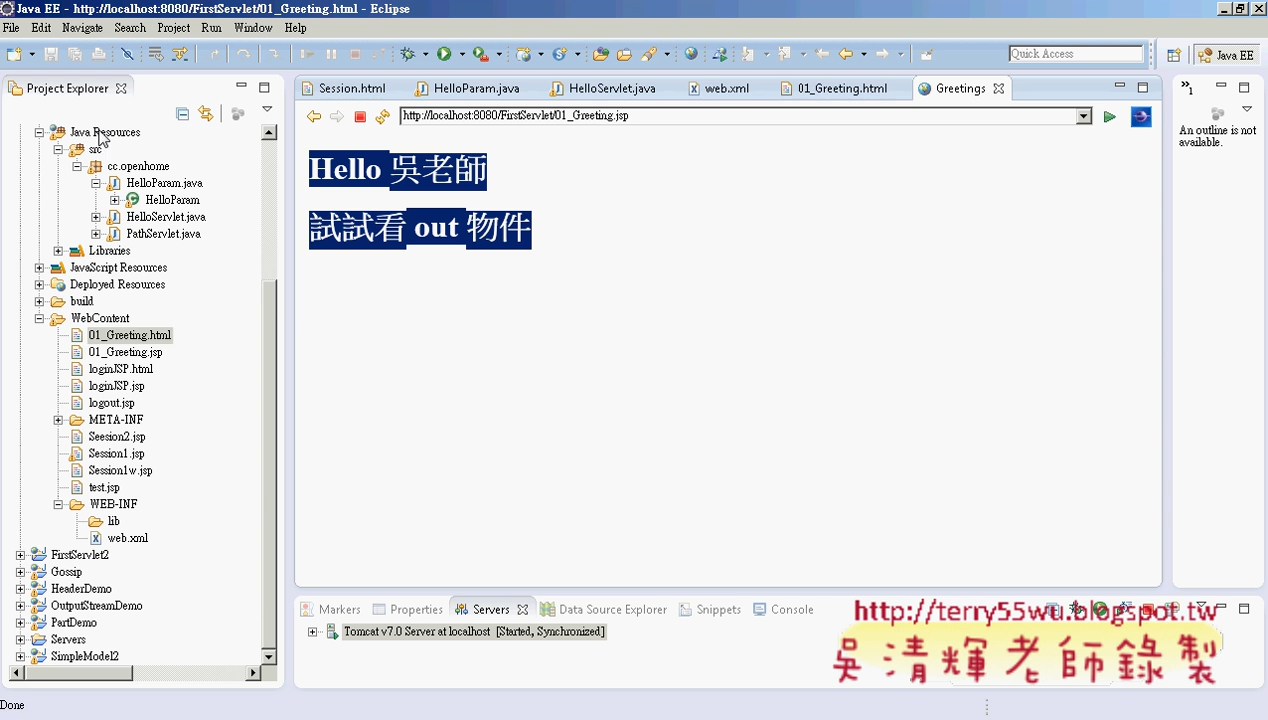 Java EE - http://localhost:8080/FirstServlet/01_Greeting.html - Eclipse
File Edit Navigate Search Project Run Window Help
Quick Access
Java EE
Project Explorer
Java Resources
src
cc.openhome
HelloParam.java
HelloParam
HelloServlet.java
PathServlet.java
Libraries
JavaScript Resources
Deployed Resources
build
WebContent
01_Greeting.html
01_Greeting.jsp
loginJSP.html
loginJSP.jsp
logout.jsp
META-INF
Seesion2.jsp
Session1.jsp
Session1w.jsp
test.jsp
WEB-INF
lib
web.xml
FirstServlet2
Gossip
HeaderDemo
OutputStreamDemo
PartDemo
Servers
SimpleModel2
Session.html HelloParam.java HelloServlet.java web.xml 01_Greeting.html Greetings
http://localhost:8080/FirstServlet/01_Greeting.jsp
Hello 吳老師
試試看 out 物件
»1
An outline is not
available.
Markers Properties Servers Data Source Explorer Snippets Console
Tomcat v7.0 Server at localhost [Started, Synchronized]
http://terry55wu.blogspot.tw
吳清輝老師錄製
Done